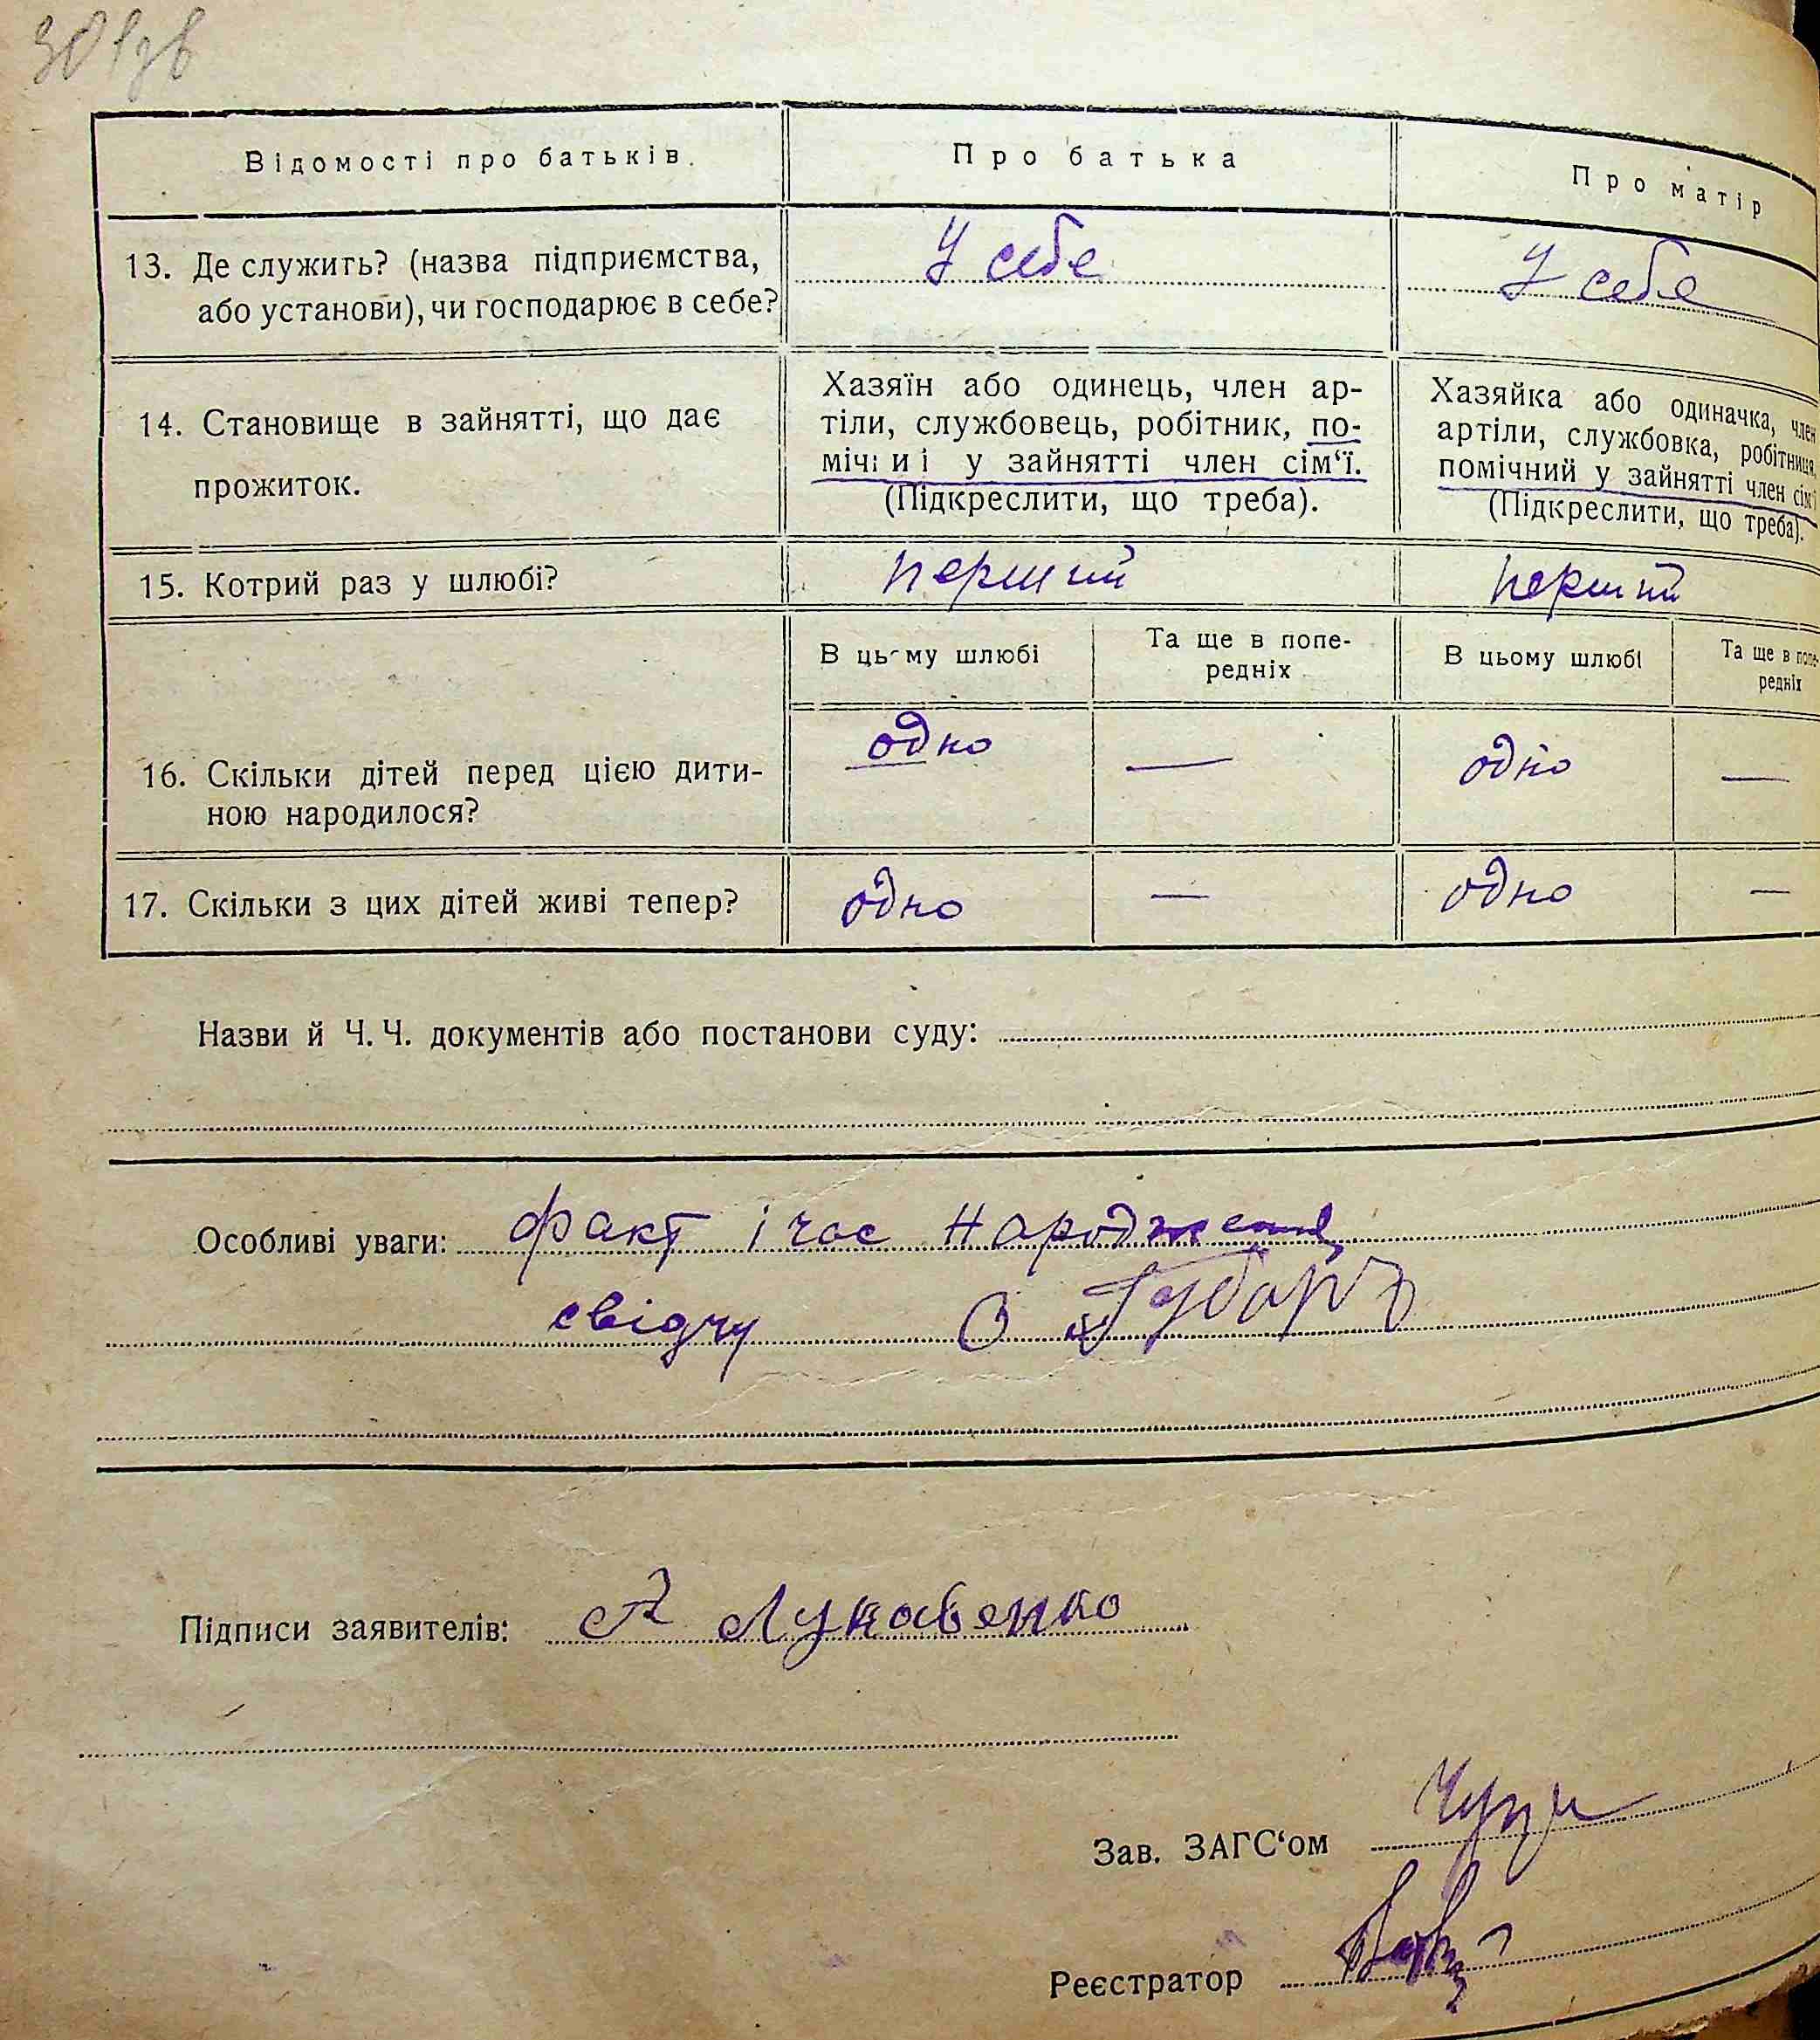 301зв
Відомості про батьків.
Про батька
Про матір
13. Де служить? (назва підприємства,
або установи), чи господарює в себе?
У себе
У себе
14. Становище в зайнятті, що дає
прожиток.
Хазяїн або одинець, член ар-
тіли, службовець, робітник, по-
мічний у зайнятті член сім‘ї.
(Підкреслити, що треба).
Хазяйка або одиначка, член
артіли, службовка, робітниця,
помічний у зайнятті член сім‘ї
(Підкреслити, що треба).
15. Котрий раз у шлюбі?
перший
перший
В цьому шлюбі
Та ще в попе-
редніх
В цьому шлюбі
Та ще в попе-
редніх
16. Скільки дітей перед цією дити-
ною народилося?
одно
—
одно
—
17. Скільки з цих дітей живі тепер?
одно
—
одно
—
Назви й Ч. Ч. документів або постанови суду:
Особливі уваги: факт і час народження
свідчу О Губарь
Підписи заявителів: Лукавенко
Зав. ЗАГС‘ом
Реєстратор